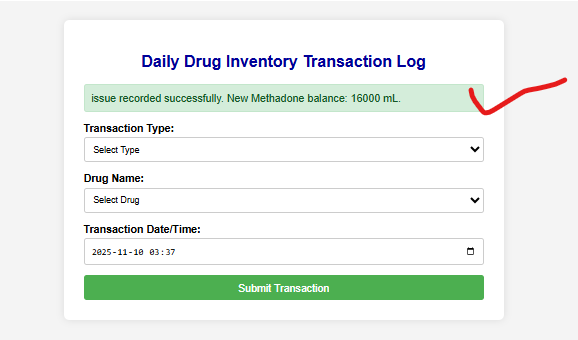 Daily Drug Inventory Transaction Log
issue recorded successfully. New Methadone balance: 16000 mL.
Transaction Type:
Select Type
Drug Name:
Select Drug
Transaction Date/Time:
2025-11-10 03:37
Submit Transaction